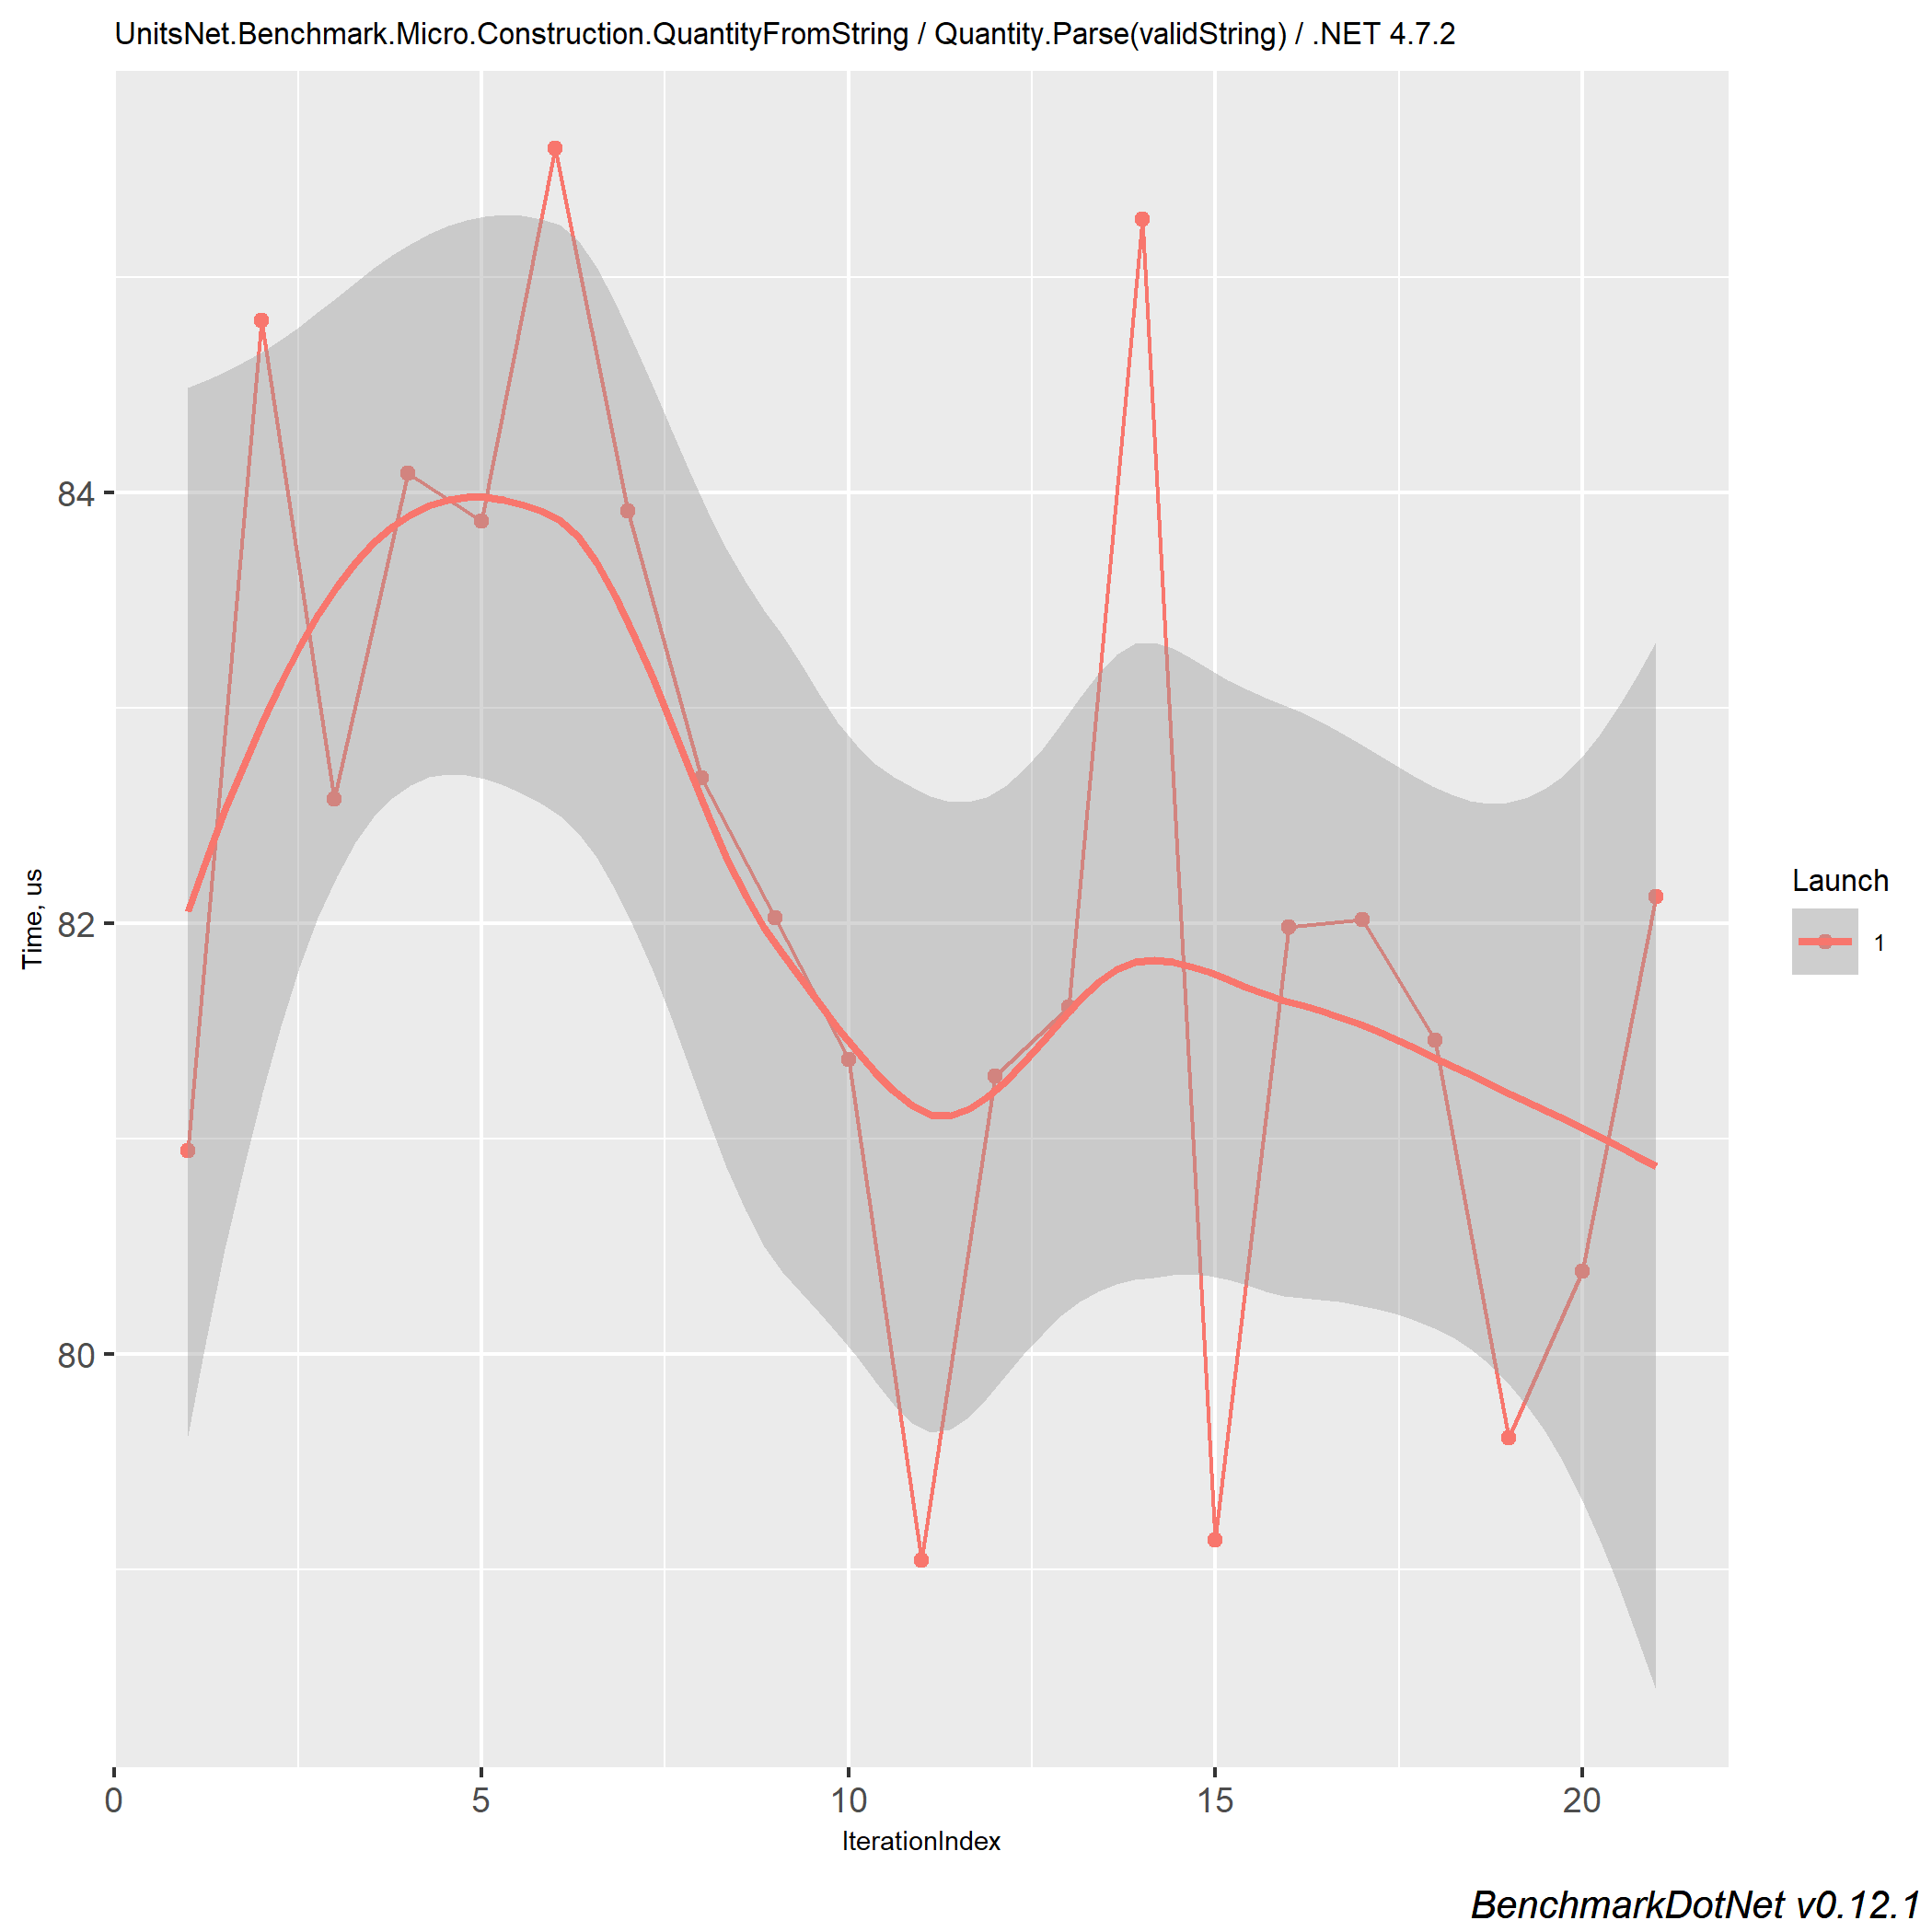 UnitsNet.Benchmark.Micro.Construction.QuantityFromString / Quantity.Parse(validString) / .NET 4.7.2
84
82
80
Time, us
0 5 10 15 20
IterationIndex
Launch
1
BenchmarkDotNet v0.12.1